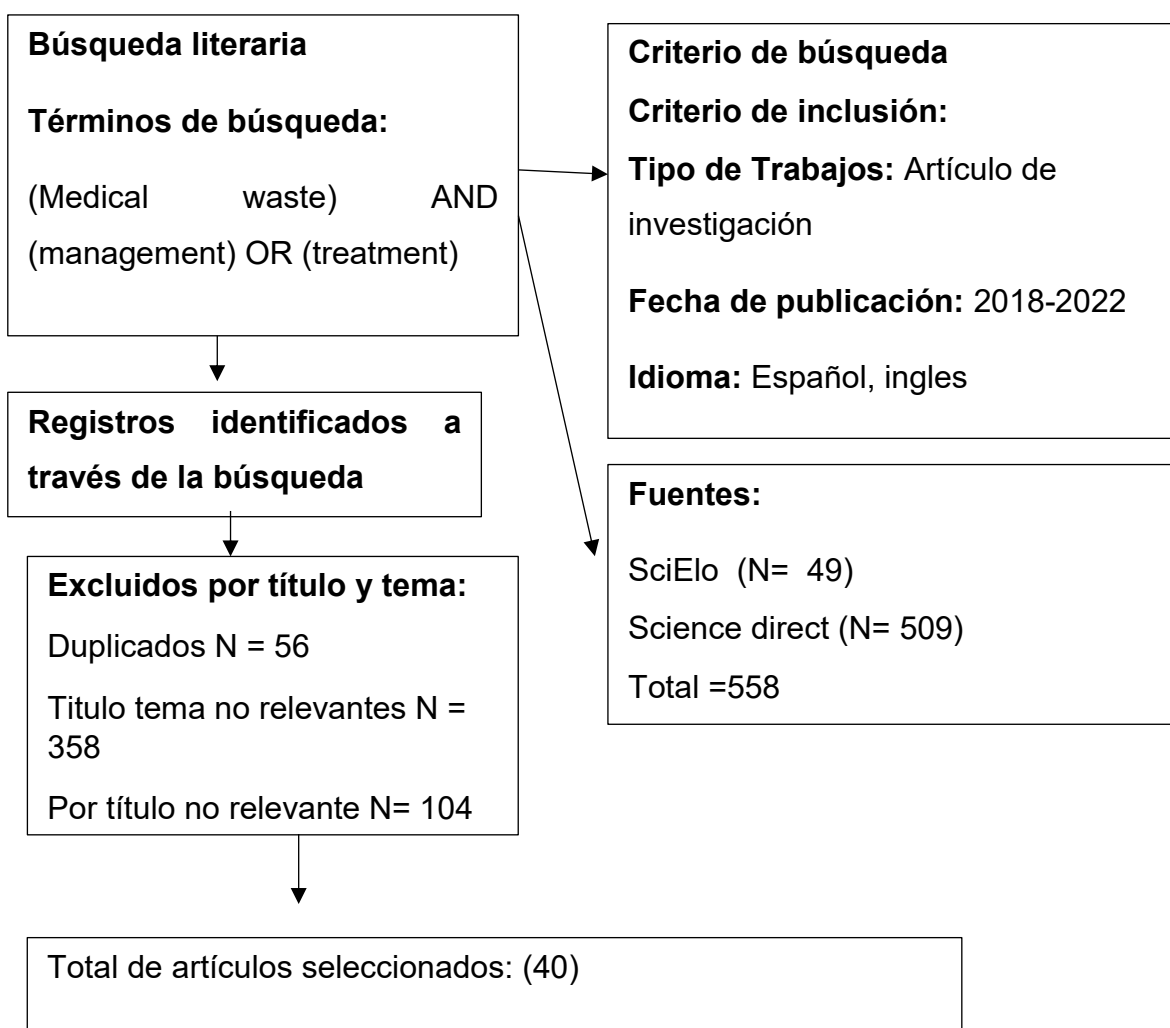 Búsqueda literaria
Términos de búsqueda:
(Medical waste) AND
(management) OR (treatment)
Criterio de búsqueda
Criterio de inclusión:
Tipo de Trabajos: Artículo de
investigación
Fecha de publicación: 2018-2022
Idioma: Español, ingles
Registros identificados a
través de la búsqueda
Fuentes:
SciElo (N= 49)
Science direct (N= 509)
Total =558
Excluidos por título y tema:
Duplicados N = 56
Titulo tema no relevantes N =
358
Por título no relevante N= 104
Total de artículos seleccionados: (40)